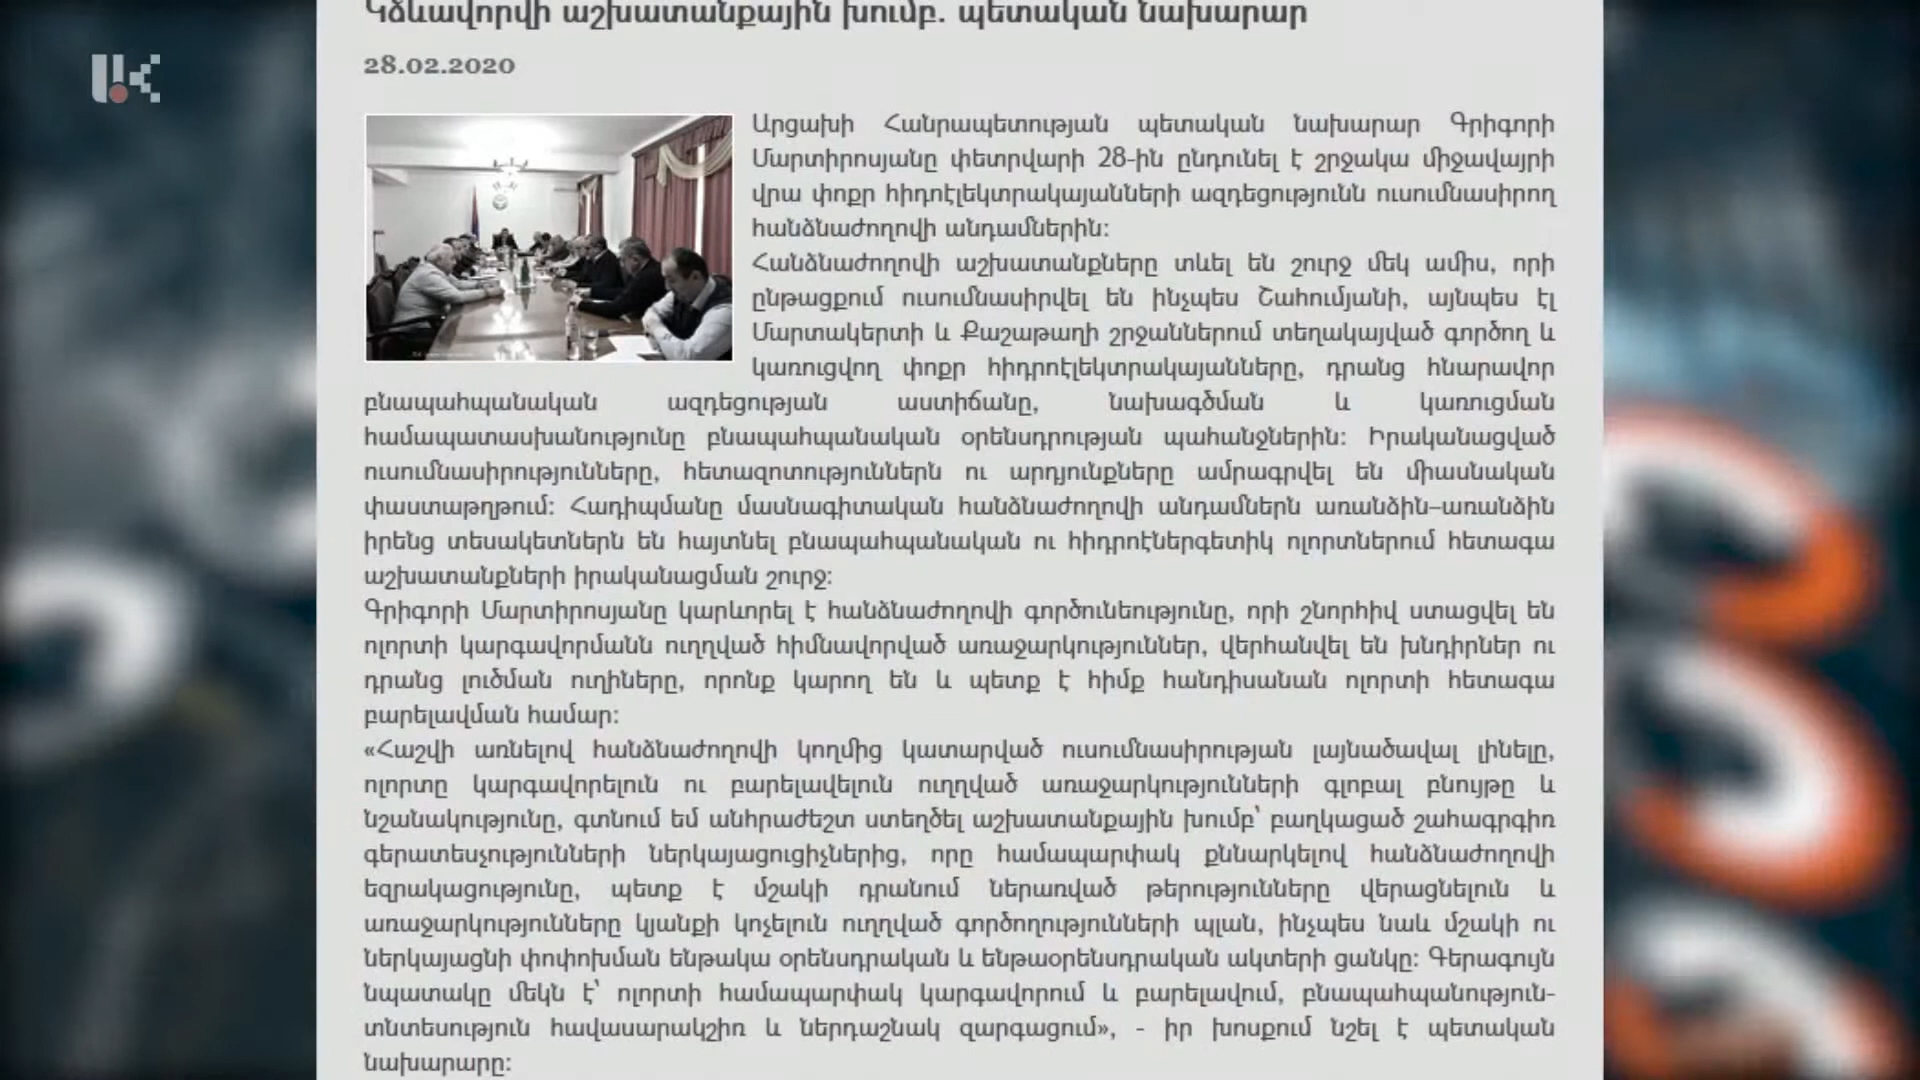 Կձևավորվի աշխատանքային խումբ. պետական նախարար
28.02.2020
Արցախի Հանրապետության պետական նախարար Գրիգորի
Մարտիրոսյանը փետրվարի 28-ին ընդունել է շրջակա միջավայրի
վրա փոքր հիդոէլեկտրակայանների ազդեցությունն ուսումնասիրող
հանձնաժողովի անդամներին:
Հանձնաժողովի աշխատանքները տևել են շուրջ մեկ ամիս, որի
ընթացքում ուսումնասիրվել են ինչպես Շահումյանի, այնպես էլ
Մարտակերտի և Քաշաթաղի շրջաններում տեղակայված գործող և
կառուցվող փոքր հիդրոէլեկտրակայանները, դրանց հնարավոր
բնապահպանական ազդեցության աստիճանը, նախագծման և կառուցման
համապատասխանությունը բնապահպանական օրենսդրության պահանջներին: Իրականացված
ուսումնասիրությունները, հետազոտություններն ու արդյունքները ամրագրվել են միասնական
փաստաթղթում: Հադիպմանը մասնագիտական հանձնաժողովի անդամներն առանձին–առանձին
իրենց տեսակետներն են հայտնել բնապահպանական ու հիդրոէներգետիկ ոլորտներում հետագա
աշխատանքների իրականացման շուրջ:
Գրիգորի Մարտիրոսյանը կարևորել է հանձնաժողովի գործունեությունը, որի շնորհիվ ստացվել են
ոլորտի կարգավորմանն ուղղված հիմնավորված առաջարկություններ, վերհանվել են խնդիրներ ու
դրանց լուծման ուղիները, որոնք կարող են և պետք է հիմք հանդիսանան ոլորտի հետագա
բարելավման համար:
«Հաշվի առնելով հանձնաժողովի կողմից կատարված ուսումնասիրության լայնածավալ լինելը,
ոլորտը կարգավորելուն ու բարելավելուն ուղղված առաջարկությունների գլոբալ բնույթը և
նշանակությունը, գտնում եմ անհրաժեշտ ստեղծել աշխատանքային խումբ՝ բաղկացած շահագրգիռ
գերատեսչությունների ներկայացուցիչներից, որը համապարփակ քննարկելով հանձնաժողովի
եզրակացությունը, պետք է մշակի դրանում ներառված թերությունները վերացնելուն և
առաջարկությունները կյանքի կոչելուն ուղղված գործողությունների պլան, ինչպես նաև մշակի ու
ներկայացնի փոփոխման ենթակա օրենսդրական և ենթաօրենսդրական ակտերի ցանկը: Գերագույն
նպատակը մեկն է՝ ոլորտի համապարփակ կարգավորում և բարելավում, բնապահպանություն-
տնտեսություն հավասարակշիռ և ներդաշնակ զարգացում», - իր խոսքում նշել է պետական
նախարարը: